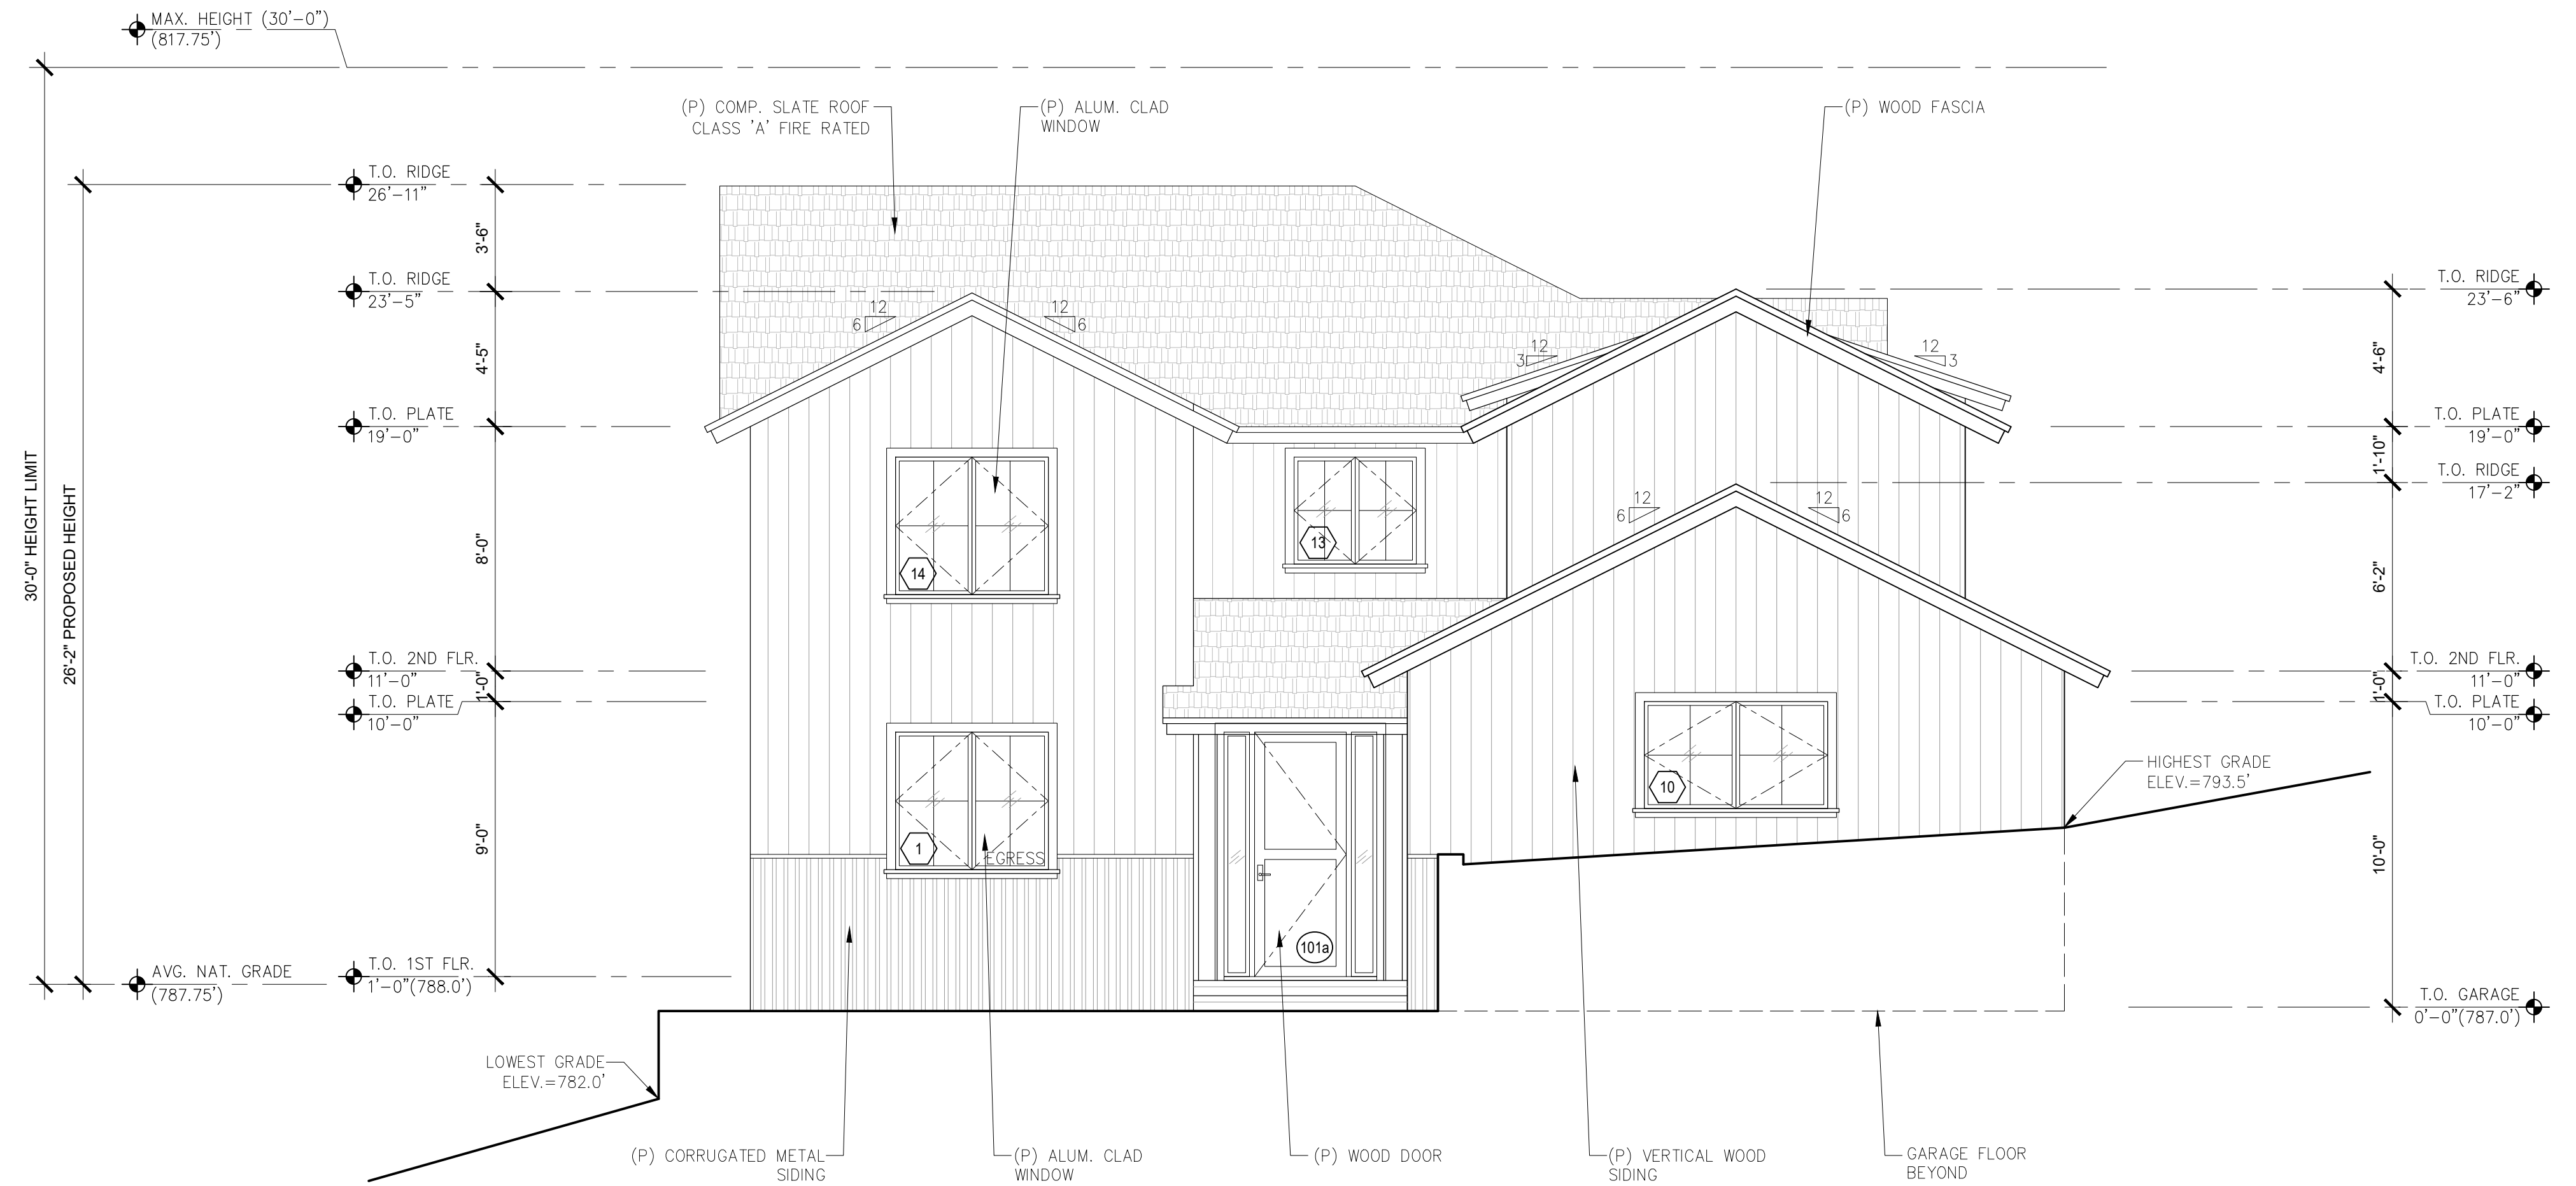 MAX. HEIGHT (30'-0")
(817.75')
(P) COMP. SLATE ROOF
CLASS 'A' FIRE RATED
(P) ALUM. CLAD
WINDOW
(P) WOOD FASCIA
T.O. RIDGE
26'-11"
3'-6"
T.O. RIDGE
23'-5"
4'-5"
T.O. PLATE
19'-0"
8'-0"
T.O. 2ND FLR.
11'-0"
1'-0"
T.O. PLATE
10'-0"
9'-0"
T.O. 1ST FLR.
1'-0"(788.0')
30'-0" HEIGHT LIMIT
26'-2" PROPOSED HEIGHT
AVG. NAT. GRADE
(787.75')
12
6
12
6
12
3
12
3
12
6
12
6
14
13
1
EGRESS
10
101a
T.O. RIDGE
23'-6"
4'-6"
T.O. PLATE
19'-0"
1'-10"
T.O. RIDGE
17'-2"
6'-2"
T.O. 2ND FLR.
11'-0"
1'-0"
T.O. PLATE
10'-0"
10'-0"
T.O. GARAGE
0'-0"(787.0')
HIGHEST GRADE
ELEV.=793.5'
LOWEST GRADE
ELEV.=782.0'
(P) CORRUGATED METAL
SIDING
(P) ALUM. CLAD
WINDOW
(P) WOOD DOOR
(P) VERTICAL WOOD
SIDING
GARAGE FLOOR
BEYOND